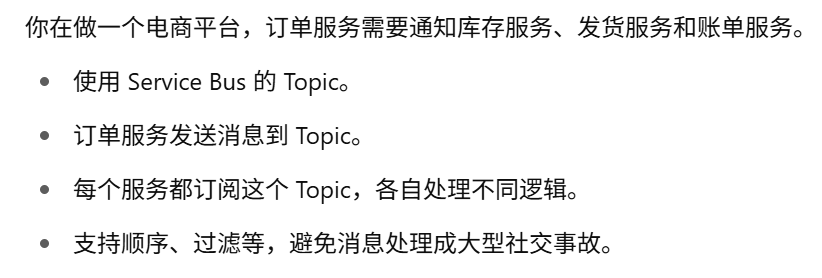 你在做一个电商平台，订单服务需要通知库存服务、发货服务和账单服务。
使用 Service Bus 的 Topic。
订单服务发送消息到 Topic。
每个服务都订阅这个 Topic，各自处理不同逻辑。
支持顺序、过滤等，避免消息处理成大型社交事故。